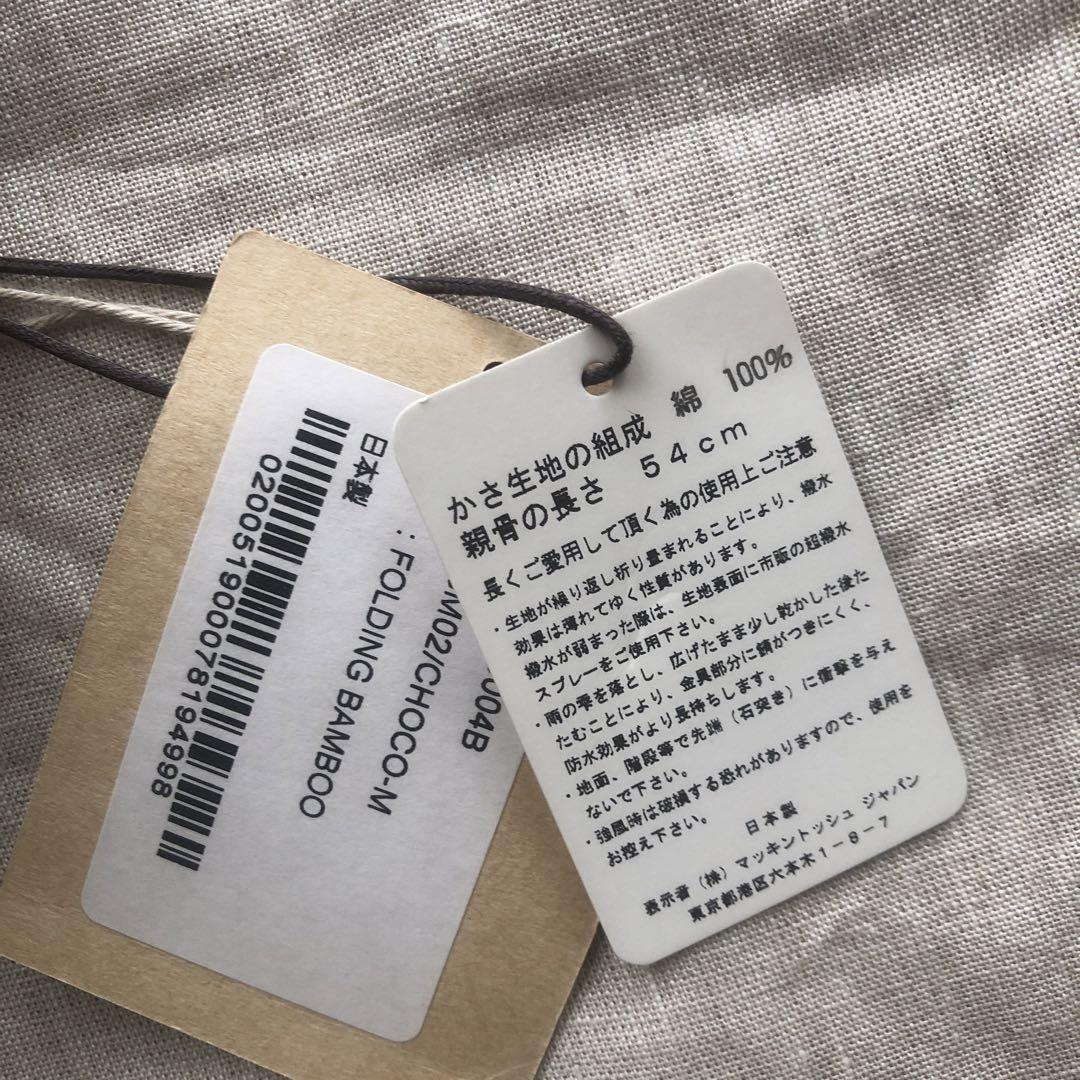 かさ生地の組成 綿 100%
親骨の長さ 54cm
長くご愛用して頂く為の使用上ご注意
・生地が繰り返し折り畳まれることにより、撥水
効果は薄れてゆく性質があります。
撥水が弱まった際は、生地表面に市販の超撥水
スプレーをご使用下さい。
・雨の雫を落とし、広げたまま少し乾かした後た
たむことにより、金具部分に錆がつきにくく、
防水効果がより長持ちします。
・地面、階段等で先端（石突き）に衝撃を与え
ないで下さい。
・強風時は破損する恐れがありますので、使用を
お控え下さい。
日本製
表示者（株）マッキントッシュ ジャパン
東京都港区六本木1-8-7
004B
M02/CHOCO-M
: FOLDING BAMBOO
日本製
0200519000078194998